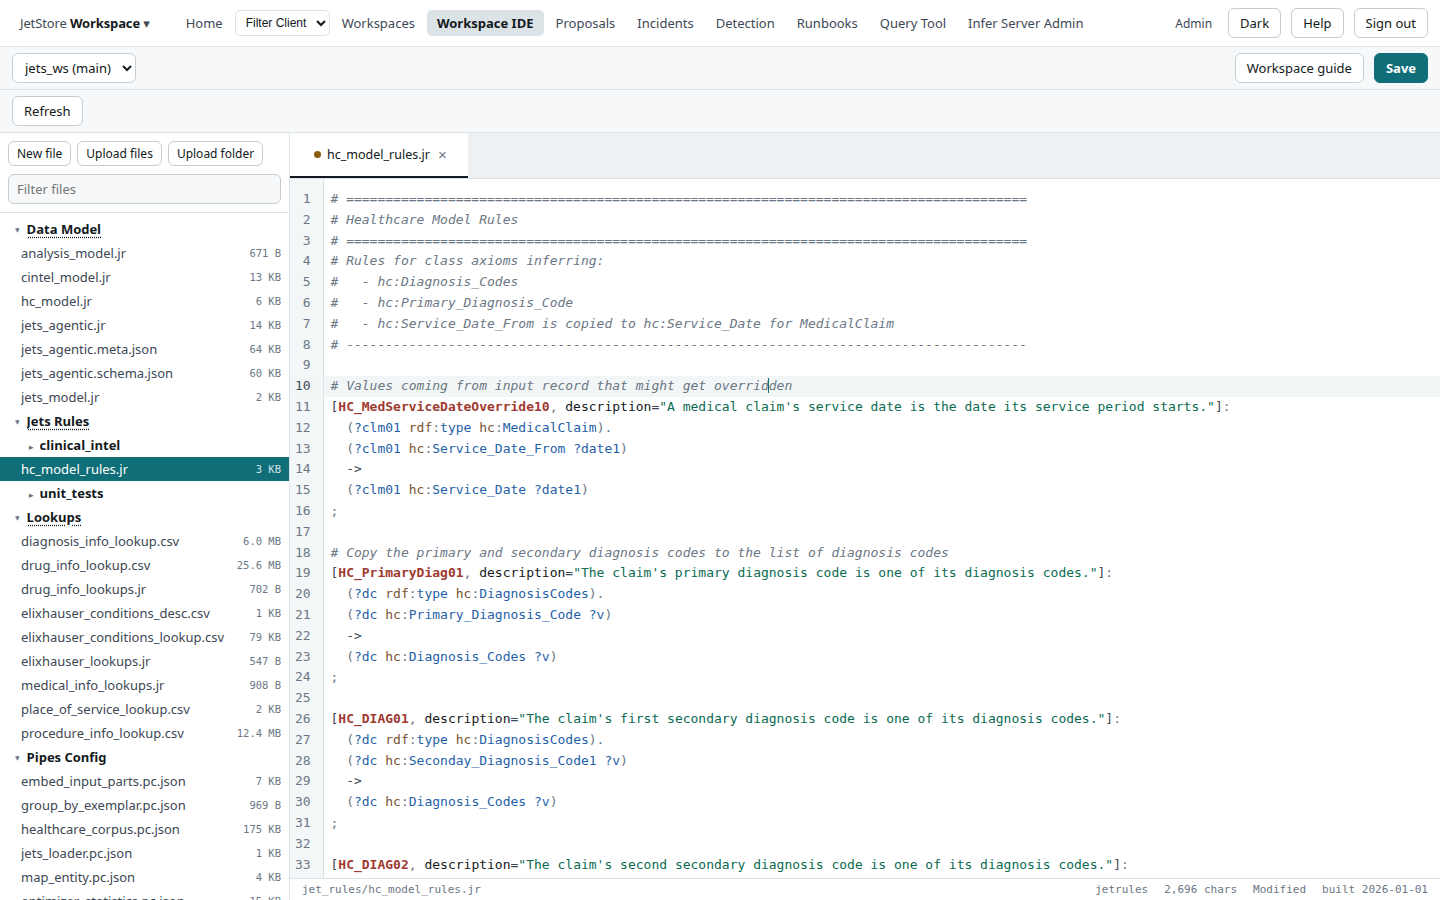 JetStore Workspace ▾ Home Filter Client Workspaces Workspace IDE Proposals Incidents Detection Runbooks Query Tool Infer Server Admin Admin Dark Help Sign out
jets_ws (main) Workspace guide Save
Refresh
New file Upload files Upload folder
Filter files
▾ Data Model
analysis_model.jr 671 B
cintel_model.jr 13 KB
hc_model.jr 6 KB
jets_agentic.jr 14 KB
jets_agentic.meta.json 64 KB
jets_agentic.schema.json 60 KB
jets_model.jr 2 KB
▾ Jets Rules
▸ clinical_intel
hc_model_rules.jr 3 KB
▸ unit_tests
▾ Lookups
diagnosis_info_lookup.csv 6.0 MB
drug_info_lookup.csv 25.6 MB
drug_info_lookups.jr 702 B
elixhauser_conditions_desc.csv 1 KB
elixhauser_conditions_lookup.csv 79 KB
elixhauser_lookups.jr 547 B
medical_info_lookups.jr 908 B
place_of_service_lookup.csv 2 KB
procedure_info_lookup.csv 12.4 MB
▾ Pipes Config
embed_input_parts.pc.json 7 KB
group_by_exemplar.pc.json 969 B
healthcare_corpus.pc.json 175 KB
jets_loader.pc.json 1 KB
map_entity.pc.json 4 KB
hc_model_rules.jr ×
1 # =======================================================================================
2 # Healthcare Model Rules
3 # =======================================================================================
4 # Rules for class axioms inferring:
5 #   - hc:Diagnosis_Codes
6 #   - hc:Primary_Diagnosis_Code
7 #   - hc:Service_Date_From is copied to hc:Service_Date for MedicalClaim
8 # ---------------------------------------------------------------------------------------
9
10 # Values coming from input record that might get overridden
11 [HC_MedServiceDateOverride10, description="A medical claim's service date is the date its service period starts."]:
12   (?clm01 rdf:type hc:MedicalClaim).
13   (?clm01 hc:Service_Date_From ?date1)
14   ->
15   (?clm01 hc:Service_Date ?date1)
16 ;
17
18 # Copy the primary and secondary diagnosis codes to the list of diagnosis codes
19 [HC_PrimaryDiag01, description="The claim's primary diagnosis code is one of its diagnosis codes."]:
20   (?dc rdf:type hc:DiagnosisCodes).
21   (?dc hc:Primary_Diagnosis_Code ?v)
22   ->
23   (?dc hc:Diagnosis_Codes ?v)
24 ;
25
26 [HC_DIAG01, description="The claim's first secondary diagnosis code is one of its diagnosis codes."]:
27   (?dc rdf:type hc:DiagnosisCodes).
28   (?dc hc:Seconday_Diagnosis_Code1 ?v)
29   ->
30   (?dc hc:Diagnosis_Codes ?v)
31 ;
32
33 [HC_DIAG02, description="The claim's second secondary diagnosis code is one of its diagnosis codes."]:
jet_rules/hc_model_rules.jr jetrules 2,696 chars Modified built 2026-01-01